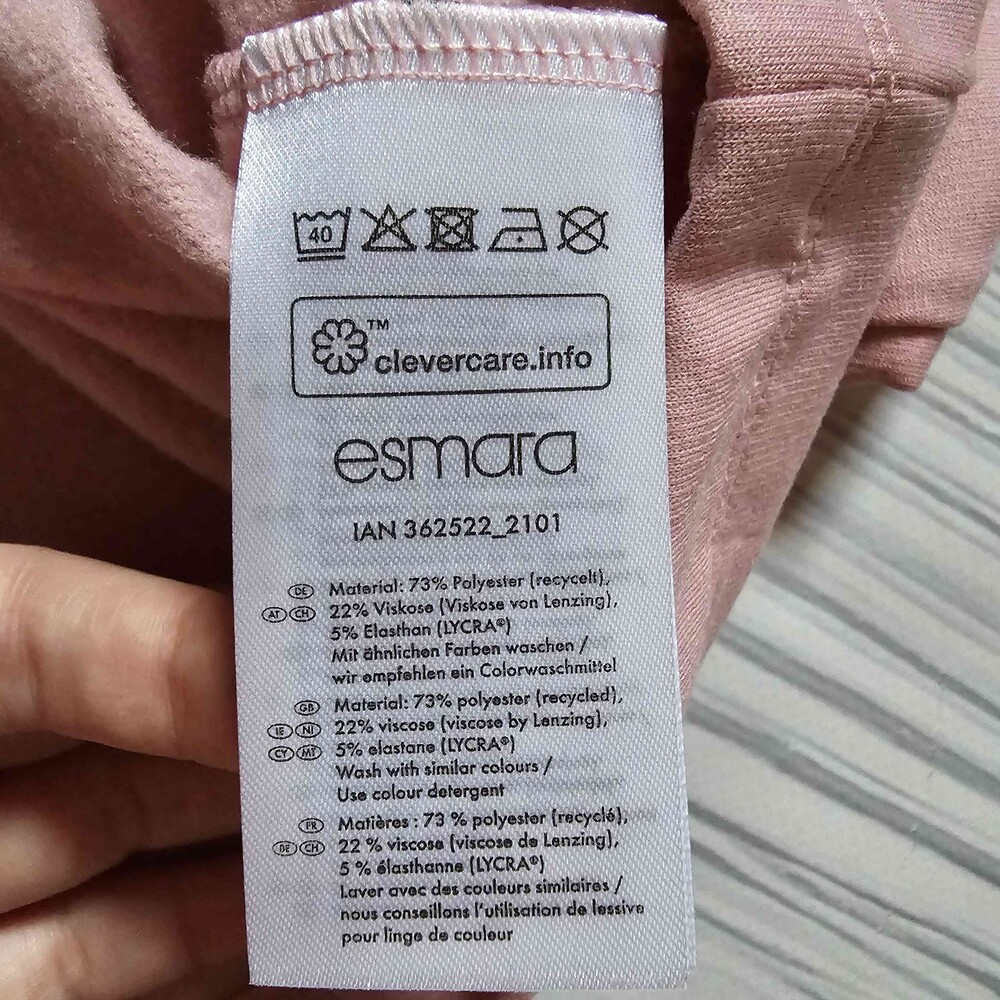 40
TM
clevercare.info
esmara
IAN 362522_2101
DE Material: 73% Polyester (recycelt),
AT CH 22% Viskose (Viskose von Lenzing),
5% Elasthan (LYCRA®)
Mit ähnlichen Farben waschen /
wir empfehlen ein Colorwaschmittel
GB Material: 73% polyester (recycled),
IE NI 22% viscose (viscose by Lenzing),
CY MT 5% elastane (LYCRA®)
Wash with similar colours /
Use colour detergent
FR Matières : 73 % polyester (recyclé),
BE CH 22 % viscose (viscose de Lenzing),
5 % élasthanne (LYCRA®)
Laver avec des couleurs similaires /
nous conseillons l'utilisation de lessive
pour linge de couleur